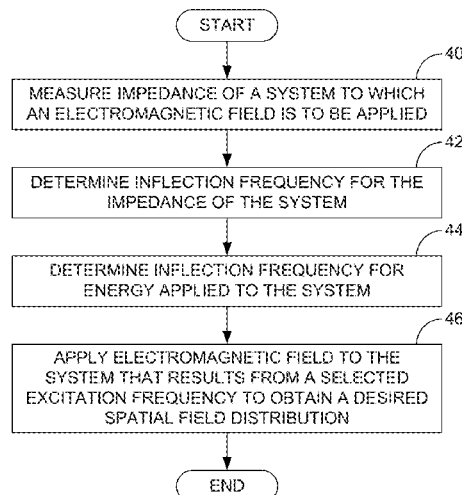 START
40
MEASURE IMPEDANCE OF A SYSTEM TO WHICH
AN ELECTROMAGNETIC FIELD IS TO BE APPLIED
42
DETERMINE INFLECTION FREQUENCY FOR THE
IMPEDANCE OF THE SYSTEM
44
DETERMINE INFLECTION FREQUENCY FOR
ENERGY APPLIED TO THE SYSTEM
46
APPLY ELECTROMAGNETIC FIELD TO THE
SYSTEM THAT RESULTS FROM A SELECTED
EXCITATION FREQUENCY TO OBTAIN A DESIRED
SPATIAL FIELD DISTRIBUTION
END